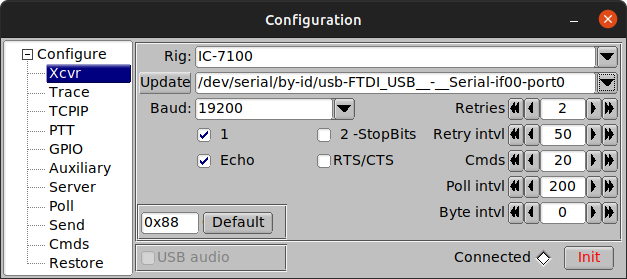 Configuration
Configure
Xcvr
Trace
TCPIP
PTT
GPIO
Auxiliary
Server
Poll
Send
Cmds
Restore
Rig: IC-7100
Update /dev/serial/by-id/usb-FTDI_USB__-__Serial-if00-port0
Baud: 19200 Retries 2
1 2 -StopBits Retry intvl 50
Echo RTS/CTS Cmds 20
Poll intvl 200
0x88 Default Byte intvl 0
USB audio Connected Init